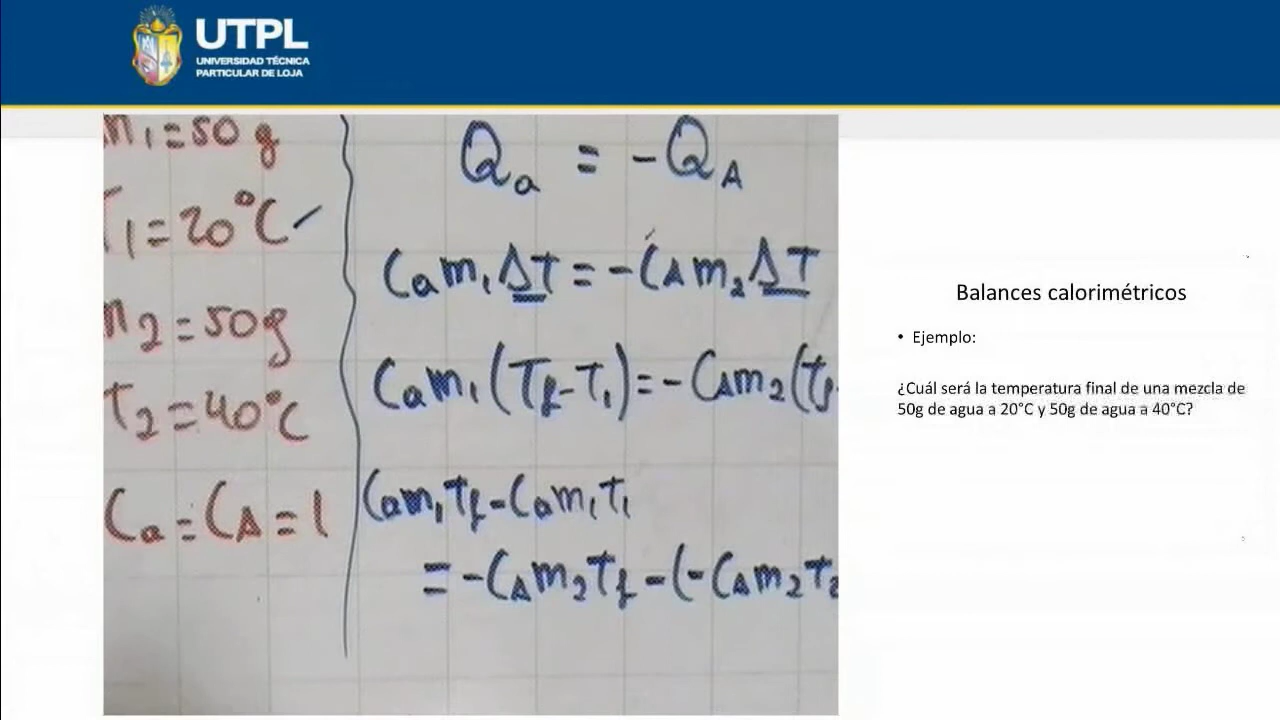 UTPL
UNIVERSIDAD TÉCNICA
PARTICULAR DE LOJA
m1=50g
T1=20°C
m2=50g
T2=40°C
Ca=CA=1
Qa = -QA
Cam1ΔT=-CAm2ΔT
Cam1(Tf-T1)=-CAm2(Tf-
Cam1Tf-Cam1T1
=-CAm2Tf-(-CAm2T2
Balances calorimétricos
• Ejemplo:
¿Cuál será la temperatura final de una mezcla de
50g de agua a 20°C y 50g de agua a 40°C?